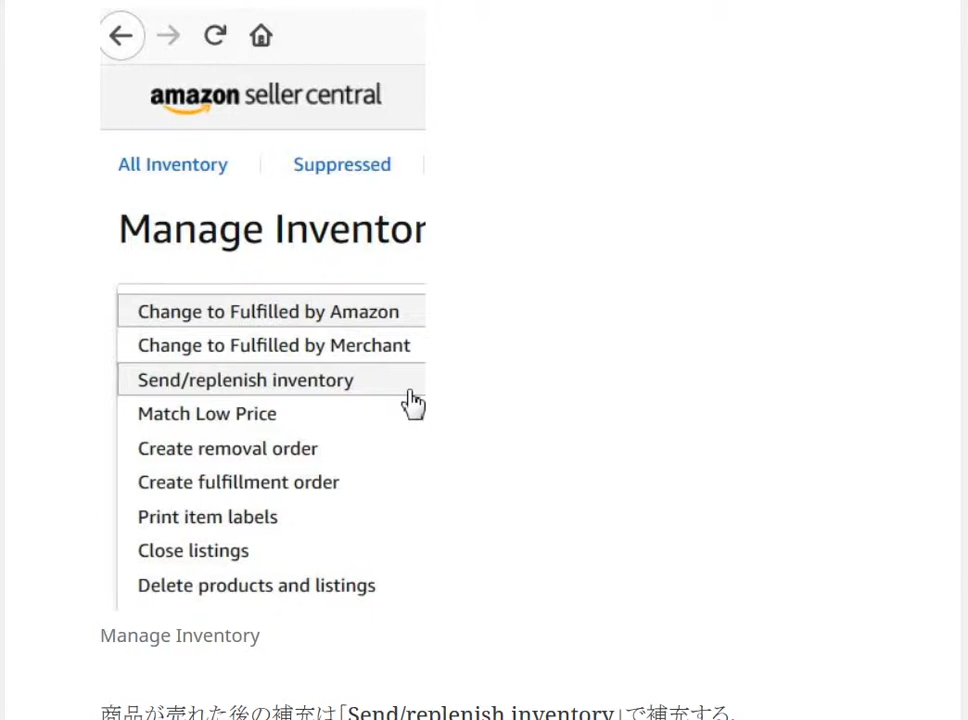 amazon seller central
All Inventory Suppressed
Manage Inventor
Change to Fulfilled by Amazon
Change to Fulfilled by Merchant
Send/replenish inventory
Match Low Price
Create removal order
Create fulfillment order
Print item labels
Close listings
Delete products and listings
Manage Inventory
商品が売れた後の補充は「Send/replenish inventory」で補充する。